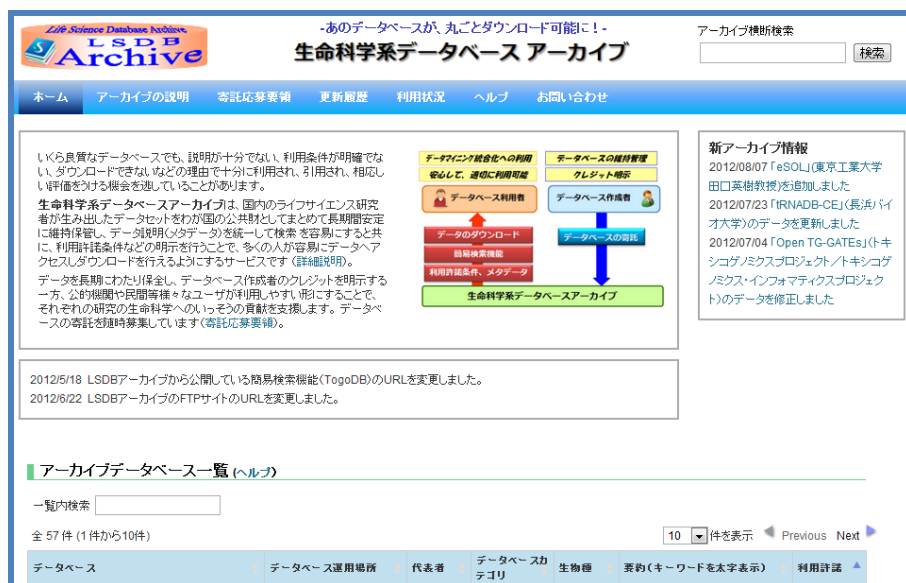 Life Science Database Archive
LSDB
Archive
-あのデータベースが、丸ごとダウンロード可能に！-
生命科学系データベース アーカイブ
アーカイブ横断検索
検索
ホーム アーカイブの説明 寄託応募要領 更新履歴 利用状況 ヘルプ お問い合わせ
いくら良質なデータベースでも、説明が十分でない、利用条件が明確でな
い、ダウンロードできないなどの理由で十分に利用され、引用され、相応し
い評価をうける機会を逃していることがあります。
生命科学系データベースアーカイブは、国内のライフサイエンス研究
者が生み出したデータセットをわが国の公共財としてまとめて長期間安定
に維持保管し、データ説明(メタデータ)を統一して検索 を容易にすると共
に、利用許諾条件などの明示を行うことで、多くの人が容易にデータへア
クセスしダウンロードを行えるようにするサービスです (詳細説明)。
データを長期にわたり保全し、データベース作成者のクレジットを明示する
一方、公的機関や民間等様々なユーザが利用しやすい形にすることで、
それぞれの研究の生命科学へのいっそうの貢献を支援します。データベ
ースの寄託を随時募集しています(寄託応募要領)。
データマイニング統合化への利用 データベースの維持管理
安心して、適切に利用可能 クレジット明示
データベース利用者 データベース作成者
データのダウンロード
データベースの寄託
簡易検索機能
利用許諾条件、メタデータ
生命科学系データベースアーカイブ
新アーカイブ情報
2012/08/07 「eSOL」(東京工業大学
田口英樹教授)を追加しました
2012/07/23 「tRNADB-CE」(長浜バイ
オ大学)のデータを更新しました
2012/07/04 「Open TG-GATEs」(トキ
シコゲノミクスプロジェクト／トキシコゲ
ノミクス・インフォマティクスプロジェク
ト)のデータを修正しました
2012/5/18 LSDBアーカイブから公開している簡易検索機能(TogoDB)のURLを変更しました。
2012/6/22 LSDBアーカイブのFTPサイトのURLを変更しました。
アーカイブデータベース一覧 (ヘルプ)
一覧内検索
全 57 件 (1 件から10件)
10 件を表示 Previous Next
データベース データベース運用場所 代表者 データベースカ
テゴリ 生物種 要約(キーワードを太字表示) 利用許諾